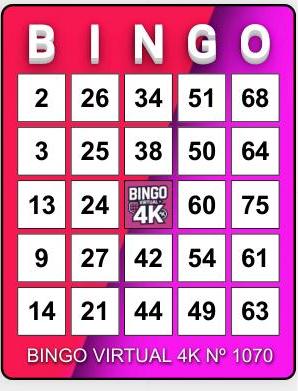 B I N G O
2 26 34 51 68
3 25 38 50 64
13 24 BINGO VIRTUAL 4K 60 75
9 27 42 54 61
14 21 44 49 63
BINGO VIRTUAL 4K Nº 1070